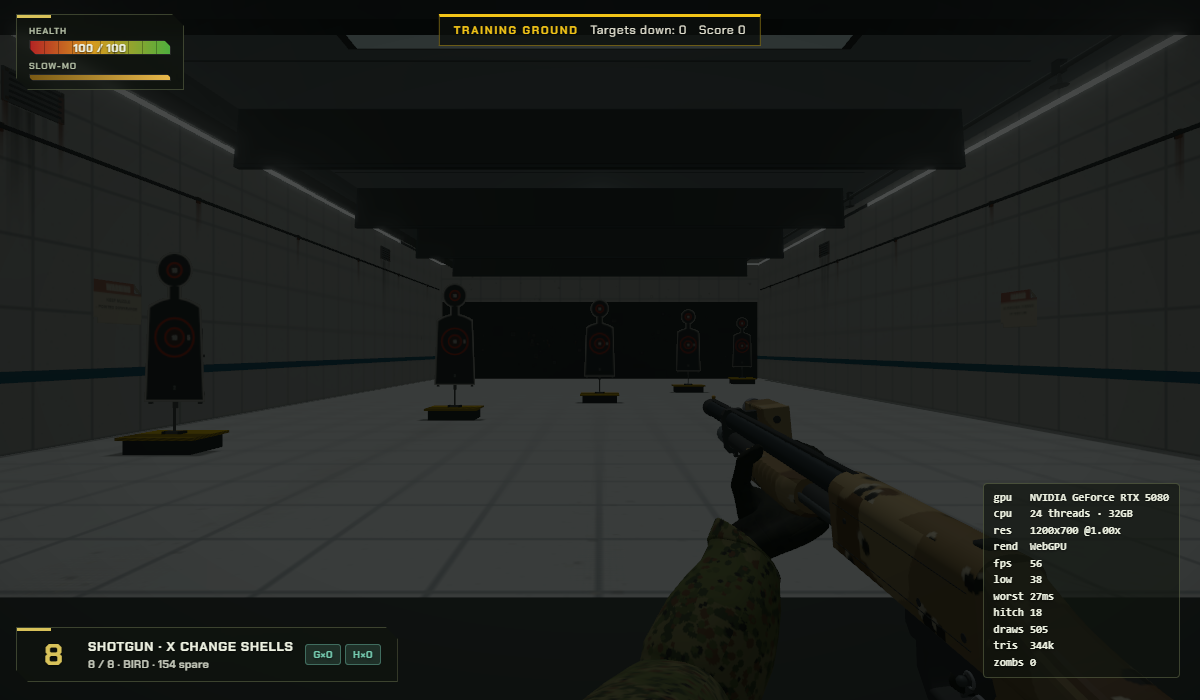 HEALTH
100 / 100
SLOW-MO
TRAINING GROUND Targets down: 0 Score 0
gpu NVIDIA GeForce RTX 5080
cpu 24 threads · 32GB
res 1200x700 @1.00x
rend WebGPU
fps 56
low 38
worst 27ms
hitch 18
draws 505
tris 344k
zombs 0
8
SHOTGUN · X CHANGE SHELLS
8 / 8 · BIRD · 154 spare
G×0
H×0